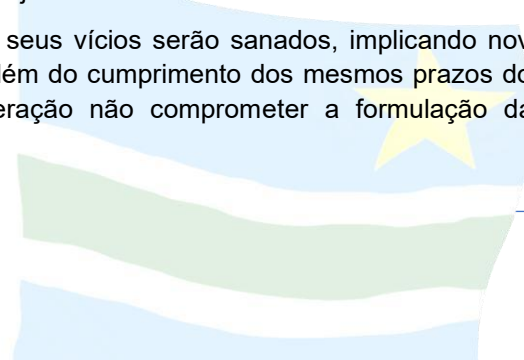 seus vícios serão sanados, implicando nov
lém do cumprimento dos mesmos prazos do
eração não comprometer a formulação da